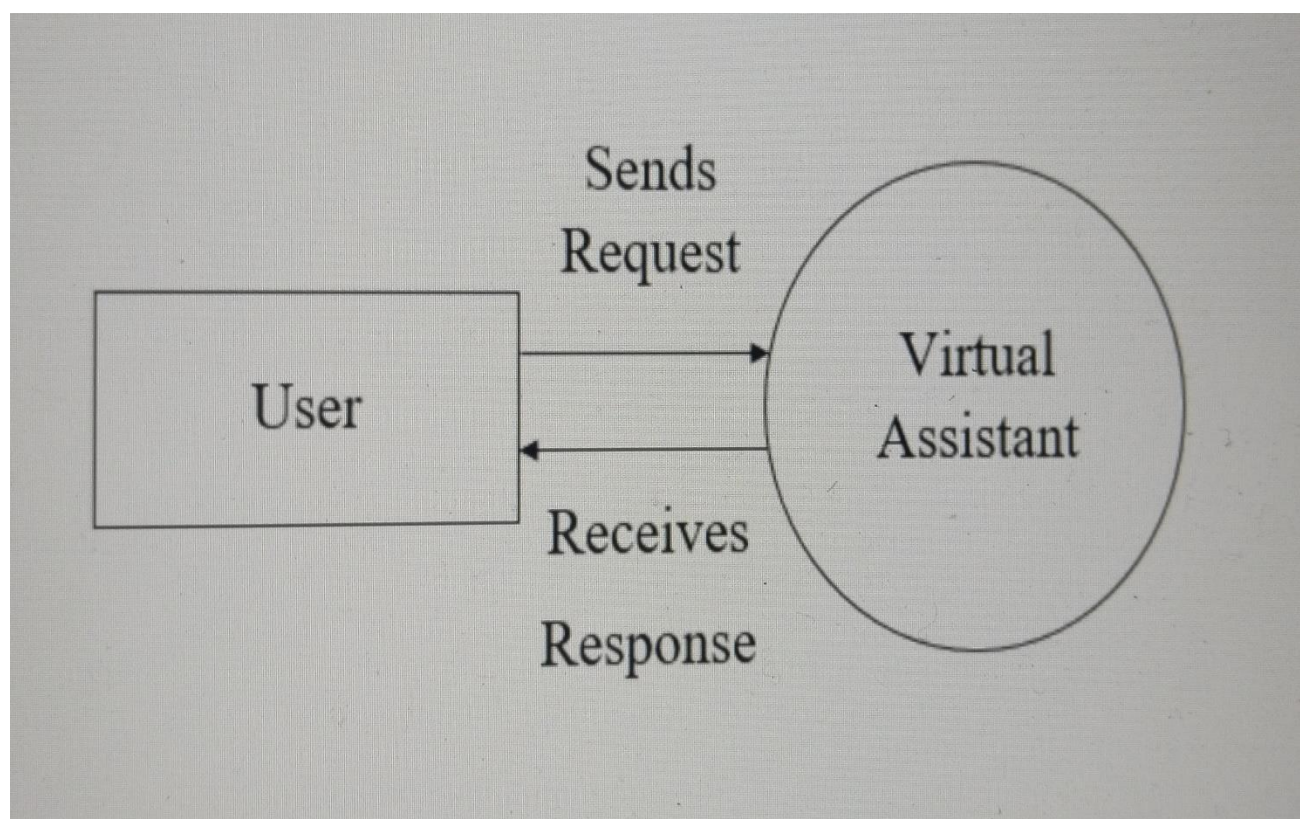 Sends
Request
User
Virtual
Assistant
Receives
Response